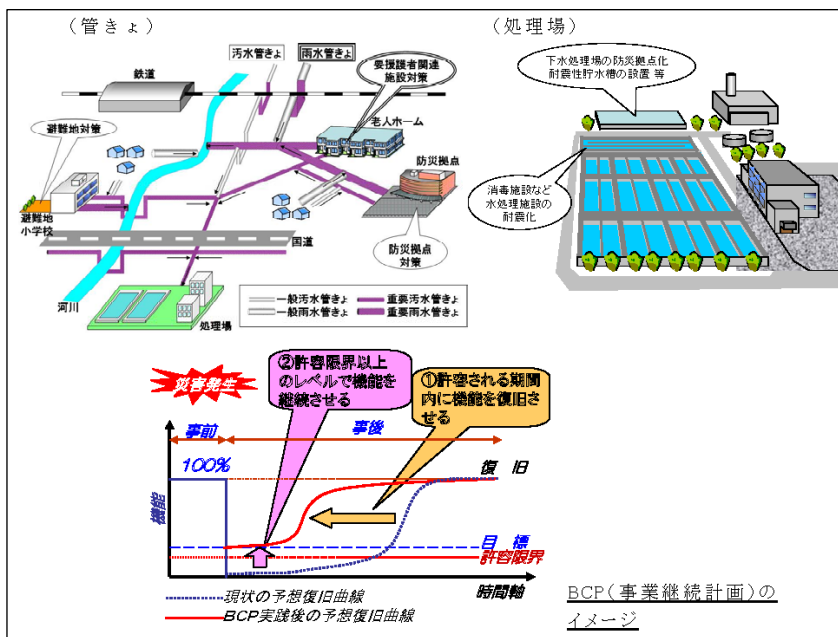 （管きょ）
（処理場）
汚水管きょ
雨水管きょ
要援護者関連
施設対策
鉄道
避難地対策
老人ホーム
防災拠点
避難地
小学校
国道
防災拠点
対策
河川
処理場
一般汚水管きょ
重要汚水管きょ
一般雨水管きょ
重要雨水管きょ
下水処理場の防災拠点化
耐震性貯水槽の設置 等
消毒施設など
水処理施設の
耐震化
災害発生
②許容限界以上
のレベルで機能を
継続させる
①許容される期間
内に機能を復旧さ
せる
事前
事後
100%
復 旧
機能
目 標
許容限界
時間軸
現状の予想復旧曲線
BCP実践後の予想復旧曲線
BCP（事業継続計画）の
イメージ